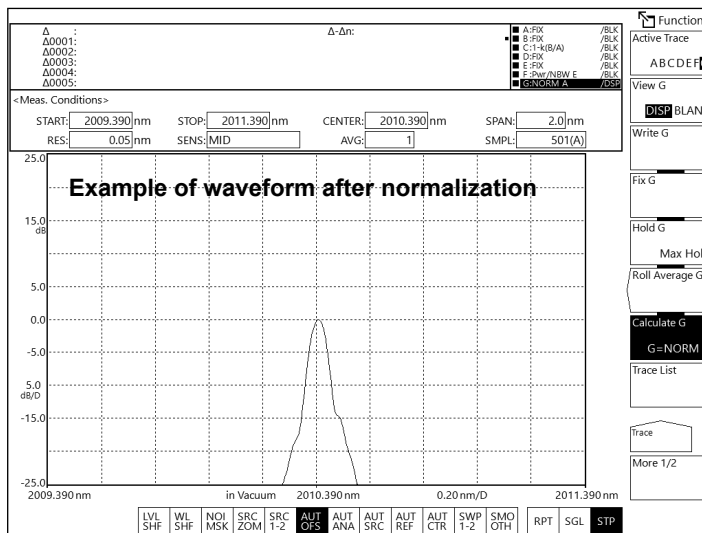 Δ :
Δ0001:
Δ0002:
Δ0003:
Δ0004:
Δ0005:
Δ-Δn:
A:FIX /BLK
B:FIX /BLK
C:1-k(B/A) /BLK
D:FIX /BLK
E:FIX /BLK
F:Pwr/NBW E /BLK
G:NORM A /DSP
<Meas. Conditions>
START: 2009.390 nm STOP: 2011.390 nm CENTER: 2010.390 nm SPAN: 2.0 nm
RES: 0.05 nm SENS: MID AVG: 1 SMPL: 501(A)
Example of waveform after normalization
25.0
15.0
dB
5.0
0.0
-5.0
5.0
dB/D
-15.0
-25.0
2009.390 nm in Vacuum 2010.390 nm 0.20 nm/D 2011.390 nm
LVL SHF
WL SHF
NOI MSK
SRC ZOM
SRC 1-2
AUT OFS
AUT ANA
AUT SRC
AUT REF
AUT CTR
SWP 1-2
SMO OTH
RPT
SGL
STP
Function
Active Trace
ABCDEF
View G
DISP BLAN
Write G
Fix G
Hold G
Max Hol
Roll Average G
Calculate G
G=NORM
Trace List
Trace
More 1/2